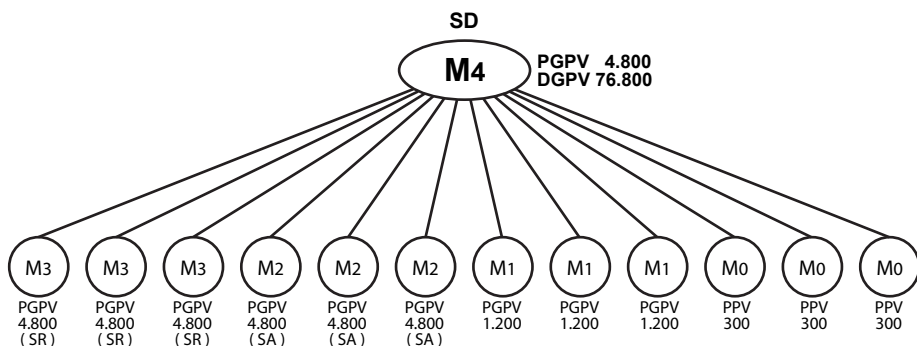 SD
M4
PGPV 4.800
DGPV 76.800
M3 M3 M3 M2 M2 M2 M1 M1 M1 M0 M0 M0
PGPV PGPV PGPV PGPV PGPV PGPV PGPV PGPV PGPV PPV PPV PPV
4.800 4.800 4.800 4.800 4.800 4.800 1.200 1.200 1.200 300 300 300
( SR ) ( SR ) ( SR ) ( SA ) ( SA ) ( SA )